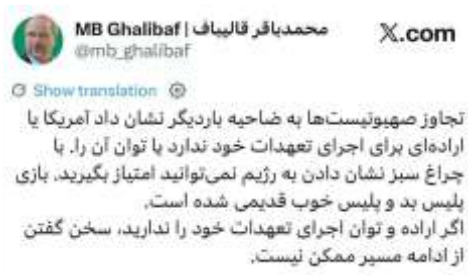 MB Ghalibaf | محمدباقر قالیباف
X.com
@mb_ghalibaf
Show translation
تجاوز صهیونیست‌ها به ضاحیه باردیگر نشان داد آمریکا یا
اراده‌ای برای اجرای تعهدات خود ندارد یا توان آن را. با
چراغ سبز نشان دادن به رژیم نمی‌توانید امتیاز بگیرید. بازی
پلیس بد و پلیس خوب قدیمی شده است.
اگر اراده و توان اجرای تعهدات خود را ندارید، سخن گفتن
از ادامه مسیر ممکن نیست.